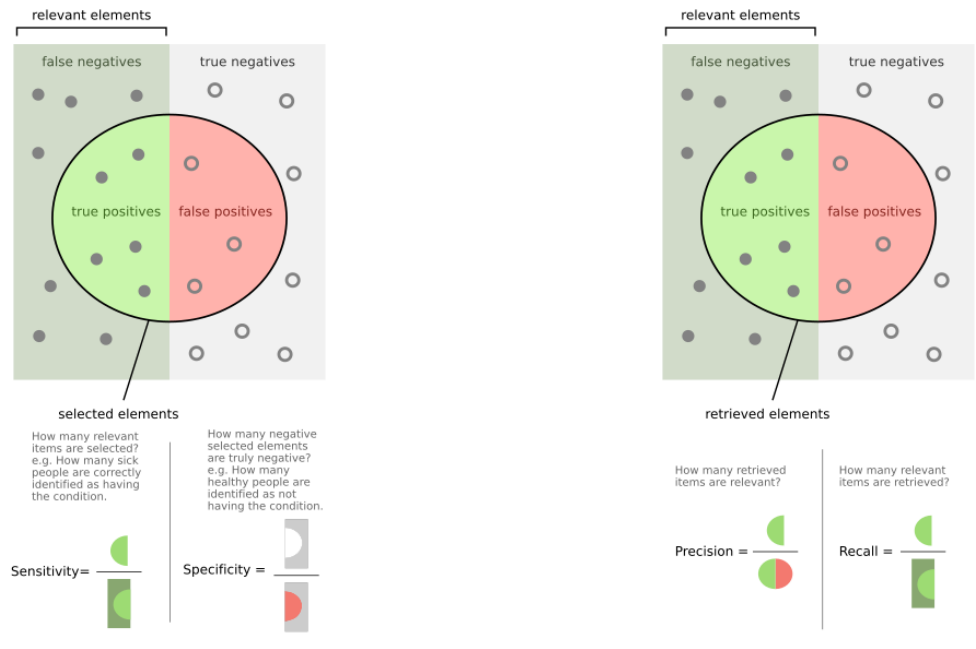 relevant elements
false negatives
true negatives
true positives
false positives
selected elements
How many relevant
items are selected?
e.g. How many sick
people are correctly
identified as having
the condition.
How many negative
selected elements
are truly negative?
e.g. How many
healthy people are
identified as not
having the condition.
Sensitivity=
Specificity =
relevant elements
false negatives
true negatives
true positives
false positives
retrieved elements
How many retrieved
items are relevant?
How many relevant
items are retrieved?
Precision =
Recall =